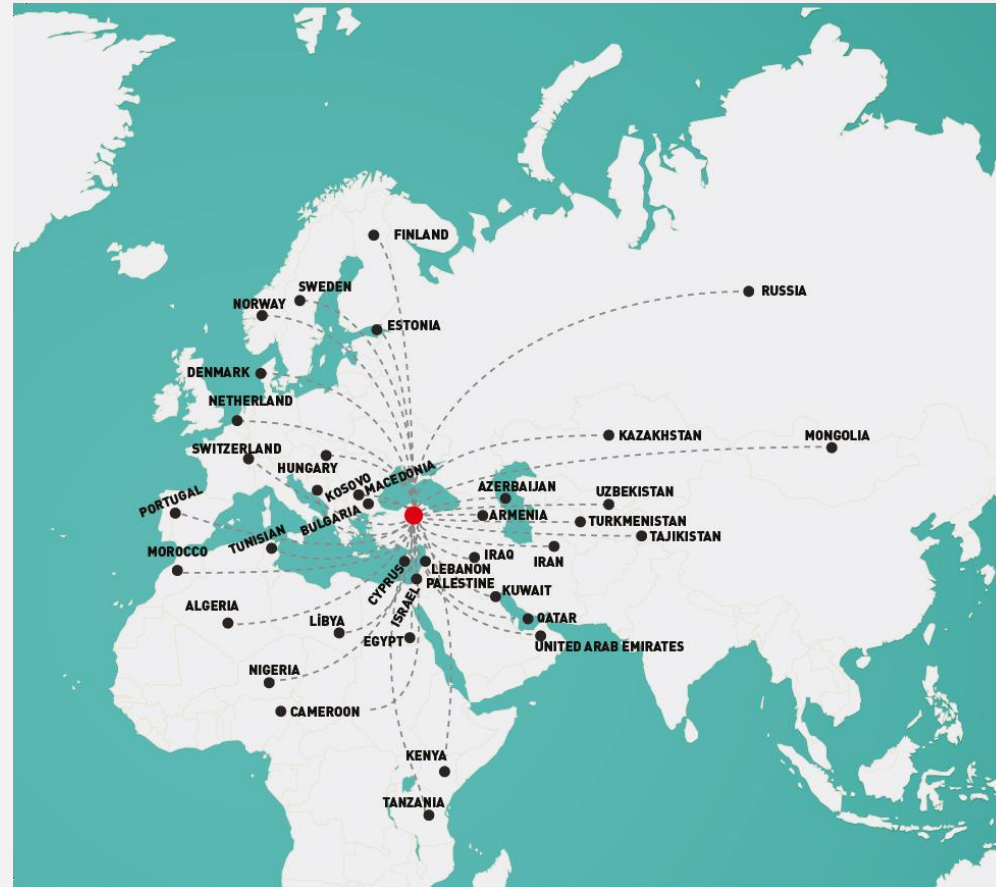 FINLAND
SWEDEN
RUSSIA
NORWAY
ESTONIA
DENMARK
NETHERLAND
KAZAKHSTAN
MONGOLIA
SWITZERLAND
HUNGARY
KOSOVO
MACEDONIA
AZERBAIJAN
UZBEKISTAN
PORTUGAL
BULGARIA
ARMENIA
TURKMENISTAN
TUNISIAN
TAJIKISTAN
MOROCCO
IRAQ
IRAN
CYPRUS
LEBANON
PALESTINE
KUWAIT
ISRAEL
ALGERIA
LİBYA
QATAR
EGYPT
UNITED ARAB EMIRATES
NIGERIA
CAMEROON
KENYA
TANZANIA